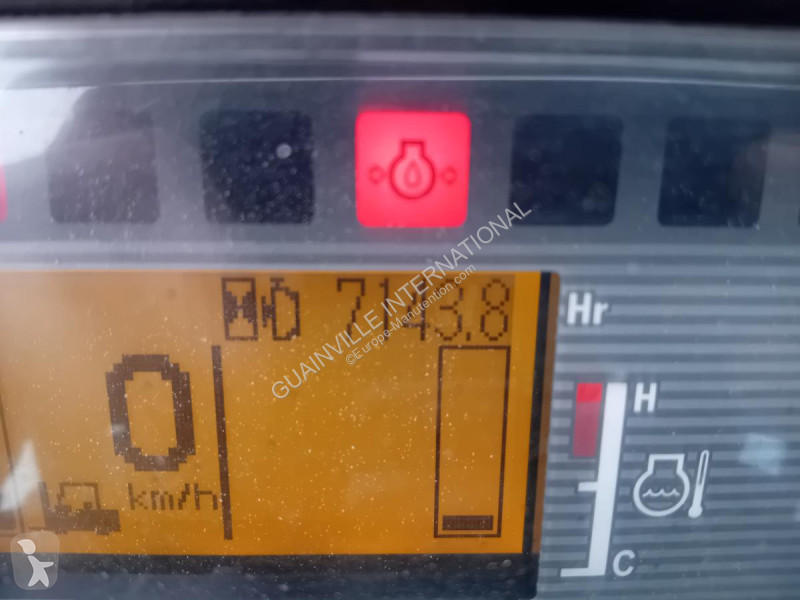 7143.8 Hr
0
km/h
H
C
GUAINVILLE INTERNATIONAL
©Europe-Manutention.com